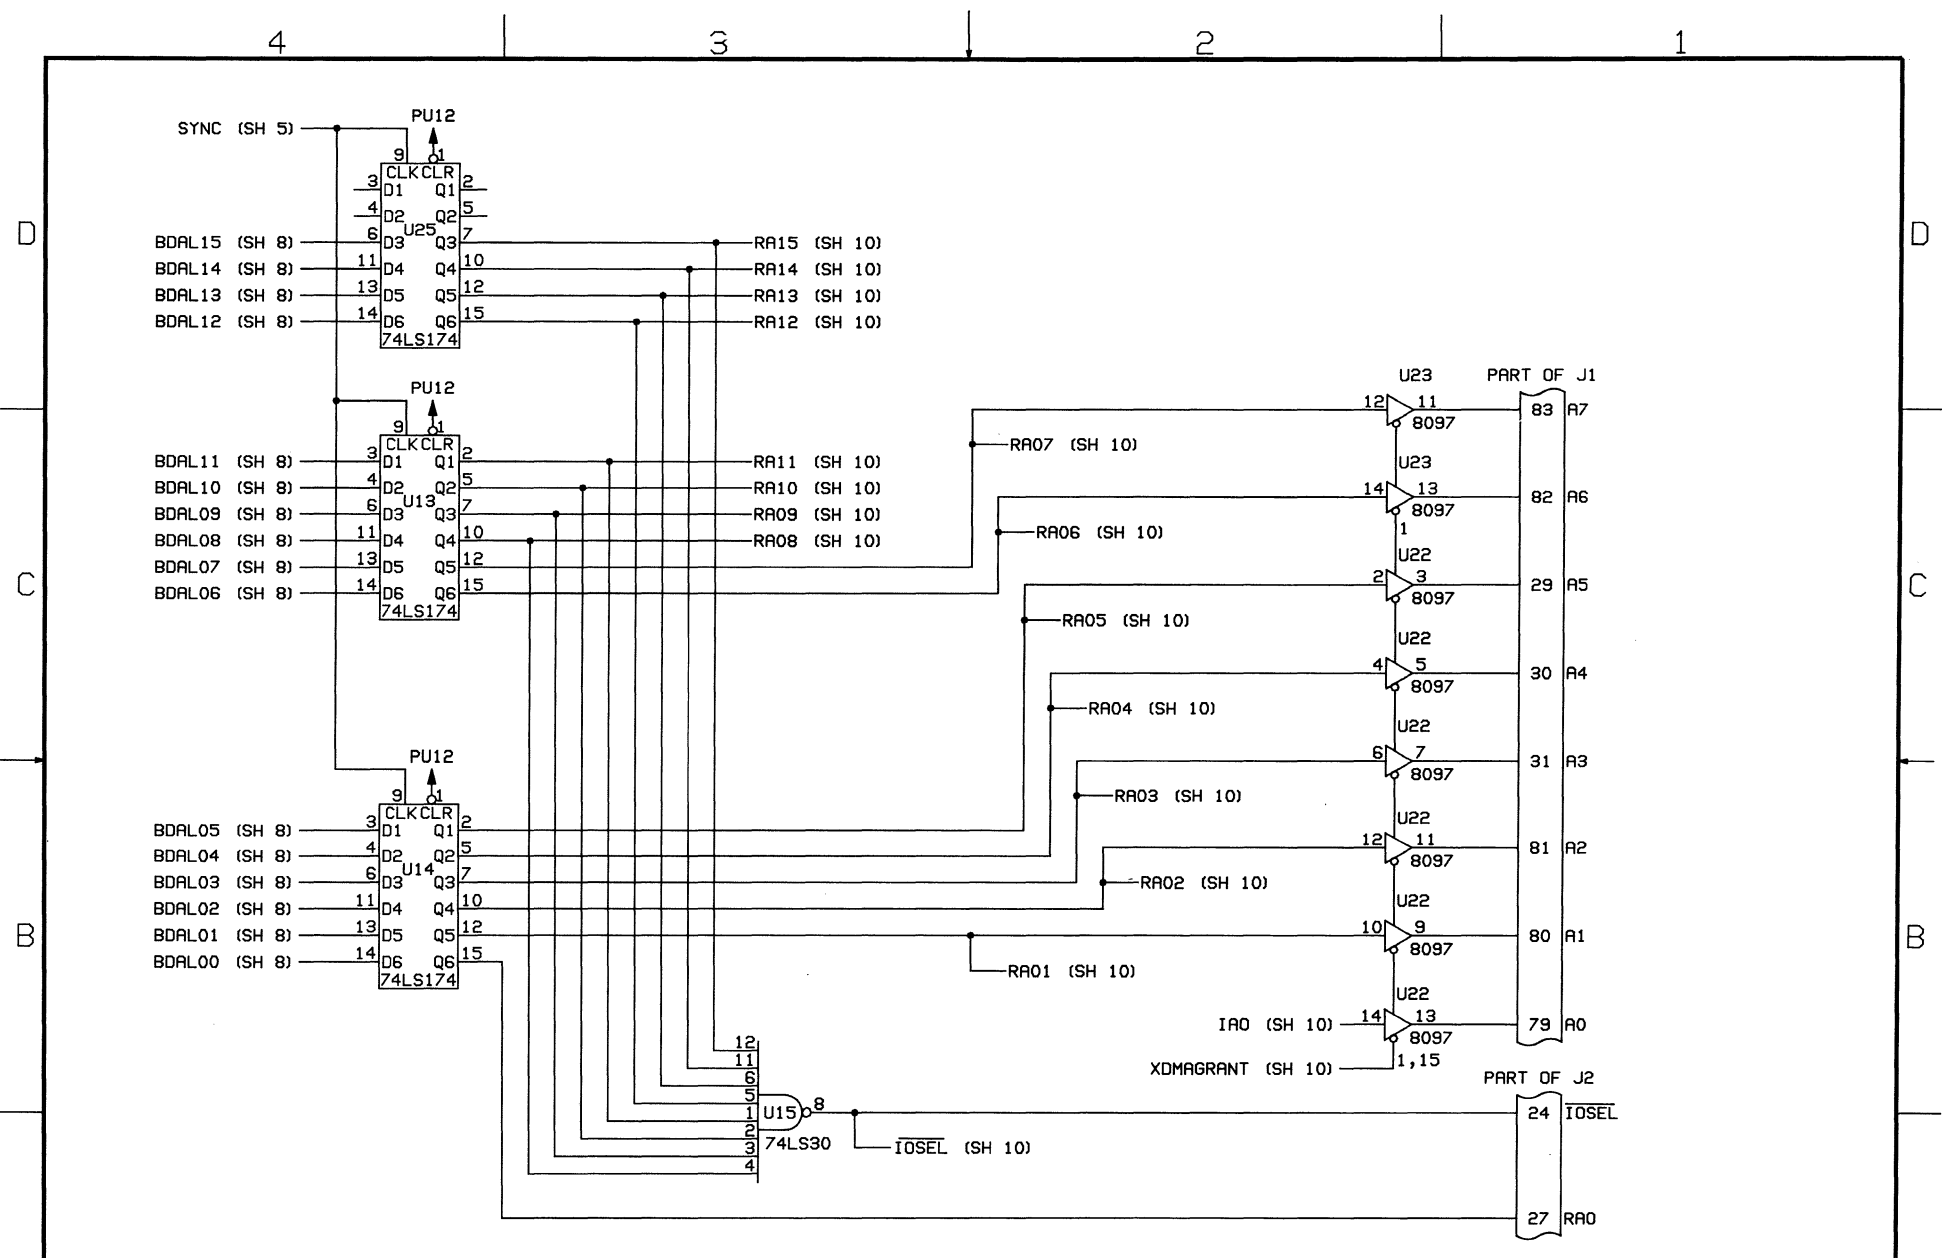 4 3 2 1
PU12
SYNC (SH 5)
9 1
CLK CLR
3 D1 Q1 2
4 D2 Q2 5
D U25 D
BDAL15 (SH 8) 6 D3 Q3 7 RA15 (SH 10)
BDAL14 (SH 8) 11 D4 Q4 10 RA14 (SH 10)
BDAL13 (SH 8) 13 D5 Q5 12 RA13 (SH 10)
BDAL12 (SH 8) 14 D6 Q6 15 RA12 (SH 10)
74LS174
PU12
9 1
CLK CLR
BDAL11 (SH 8) 3 D1 Q1 2 RA11 (SH 10)
BDAL10 (SH 8) 4 D2 Q2 5 RA10 (SH 10)
U13
BDAL09 (SH 8) 6 D3 Q3 7 RA09 (SH 10)
BDAL08 (SH 8) 11 D4 Q4 10 RA08 (SH 10)
BDAL07 (SH 8) 13 D5 Q5 12
BDAL06 (SH 8) 14 D6 Q6 15
74LS174
C C
U23 PART OF J1
12 11 83 A7
8097
RA07 (SH 10)
U23
14 13 82 A6
8097
1
RA06 (SH 10)
U22
2 3 29 A5
8097
RA05 (SH 10)
U22
4 5 30 A4
8097
RA04 (SH 10)
U22
6 7 31 A3
8097
RA03 (SH 10)
U22
12 11 81 A2
8097
RA02 (SH 10)
U22
10 9 80 A1
8097
RA01 (SH 10)
U22
IA0 (SH 10) 14 13 79 A0
8097
XDMAGRANT (SH 10) 1,15
PU12
9 1
CLK CLR
BDAL05 (SH 8) 3 D1 Q1 2
BDAL04 (SH 8) 4 D2 Q2 5
U14
BDAL03 (SH 8) 6 D3 Q3 7
BDAL02 (SH 8) 11 D4 Q4 10
BDAL01 (SH 8) 13 D5 Q5 12
BDAL00 (SH 8) 14 D6 Q6 15
74LS174
B B
12
11
6
5
1 U15 8
2
3
4
74LS30
IOSEL (SH 10)
PART OF J2
24 IOSEL
27 RA0